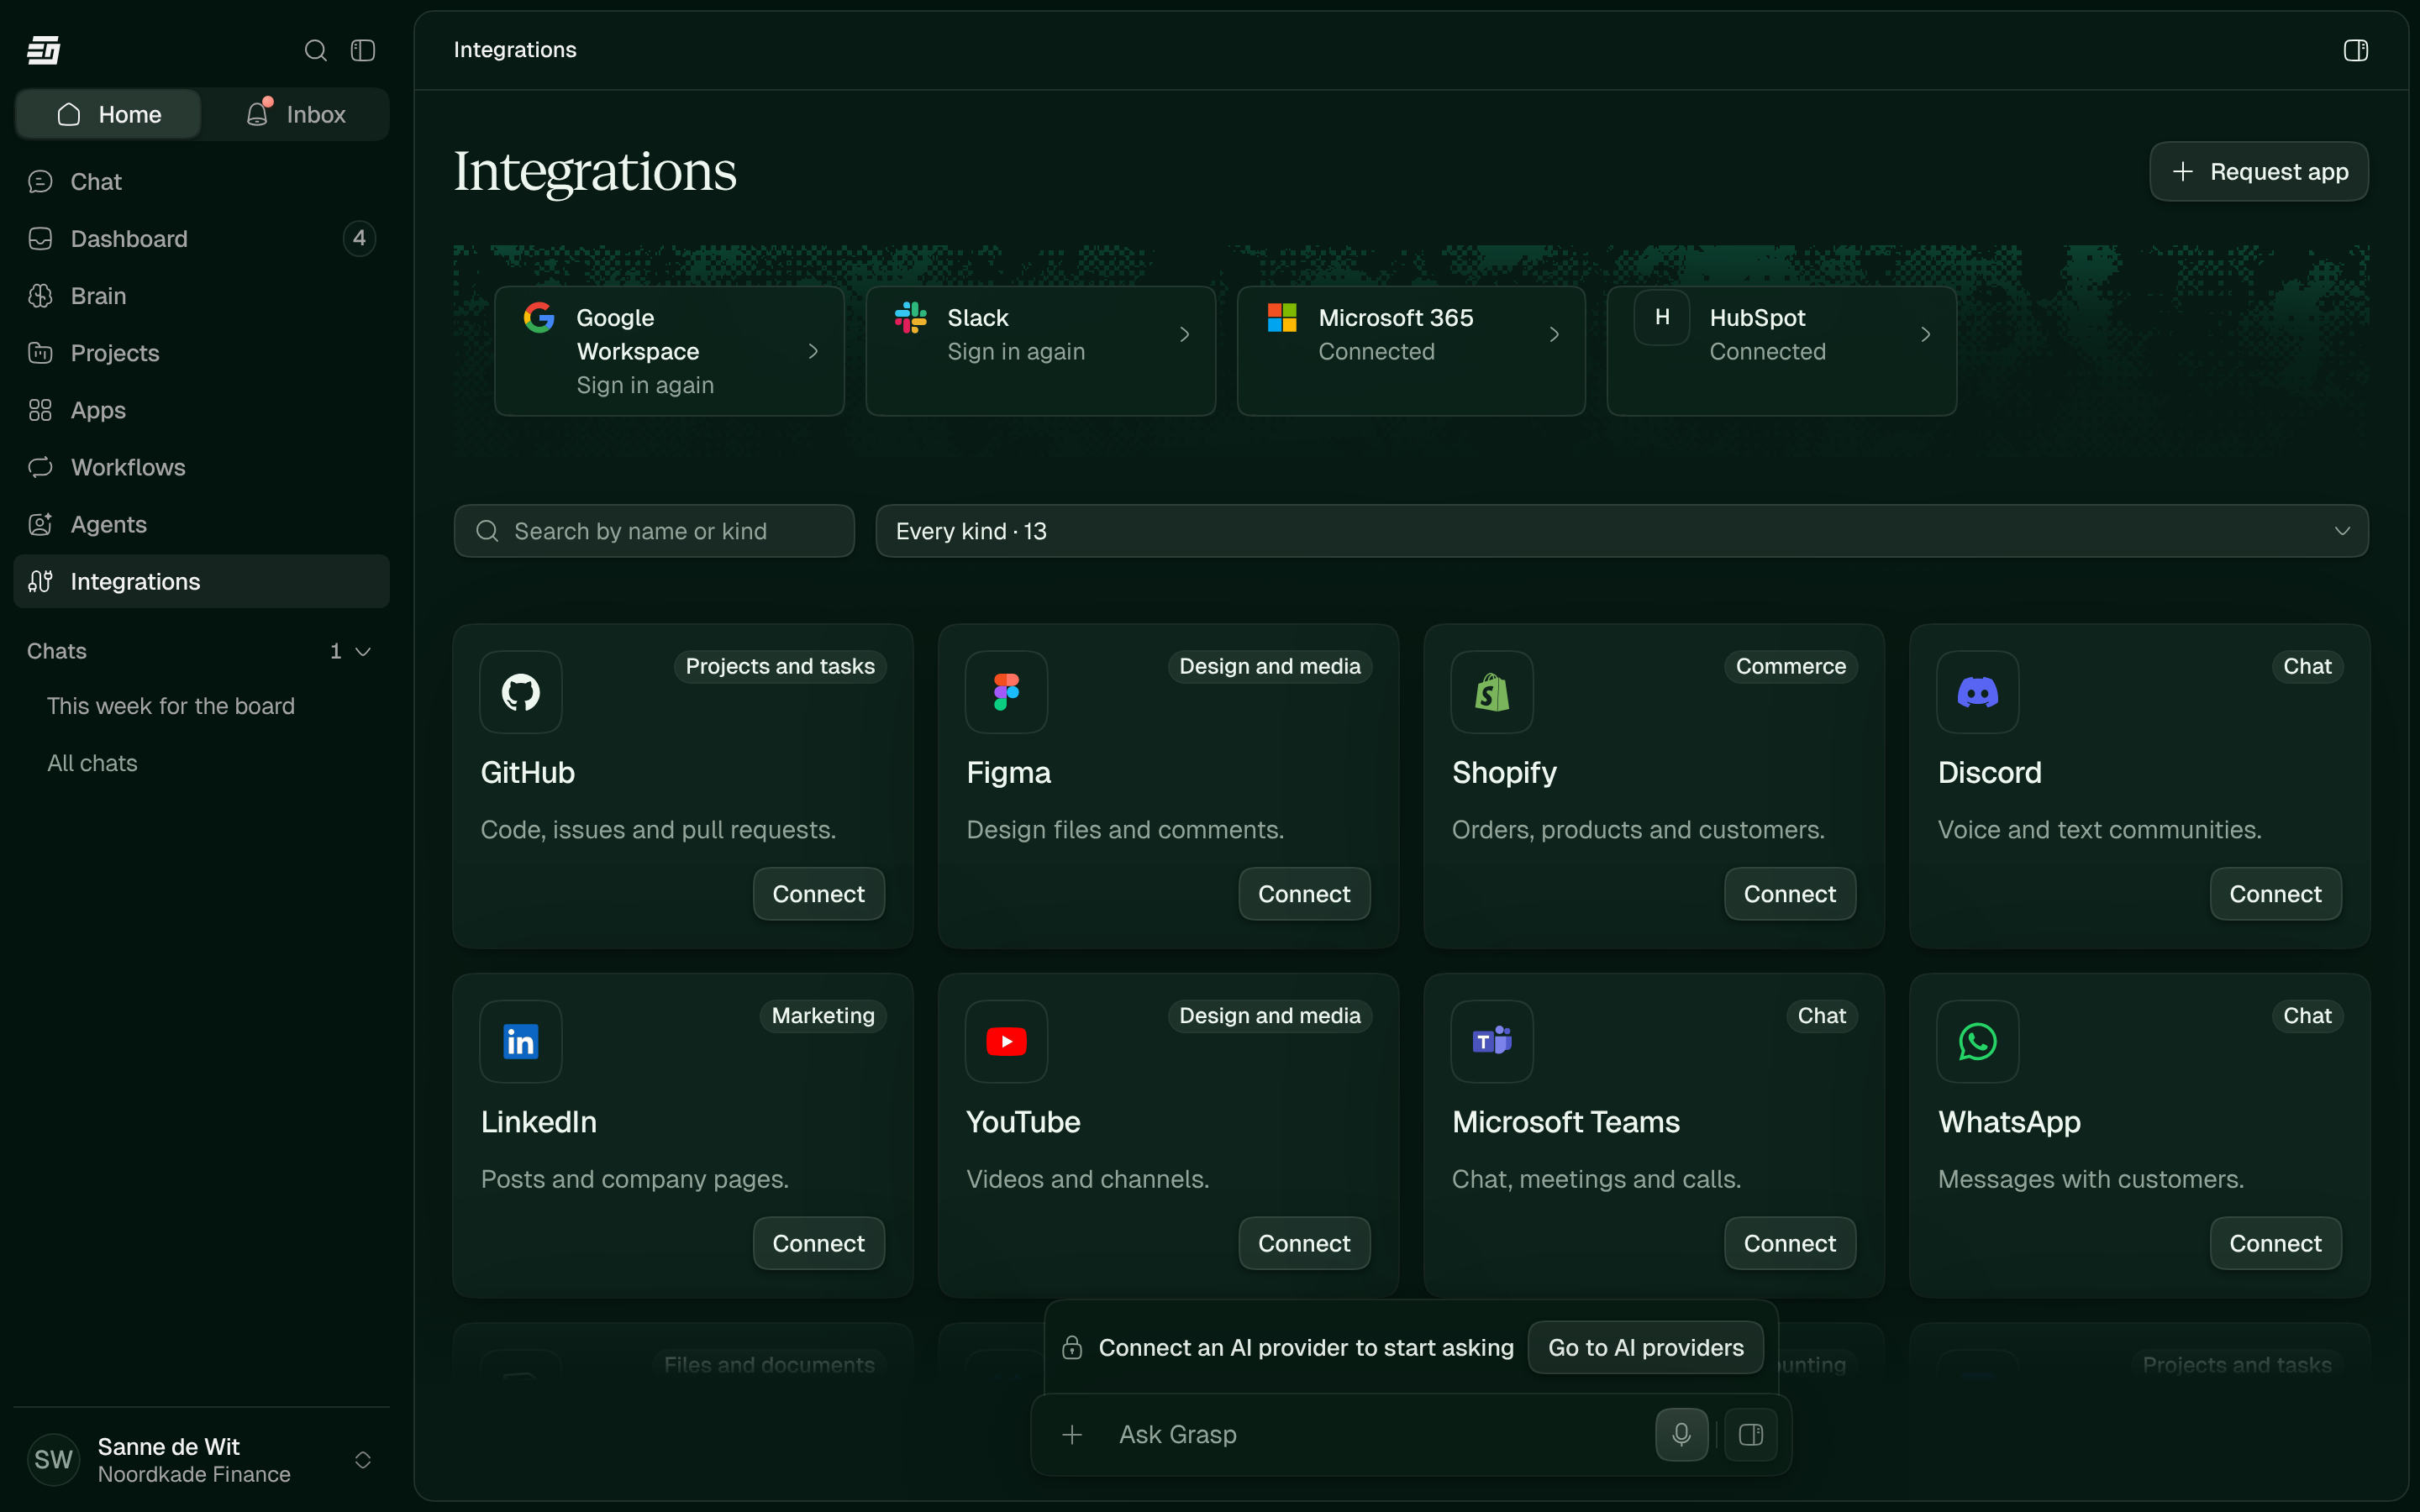 Home
Inbox
Chat
Dashboard
4
Brain
Projects
Apps
Workflows
Agents
Integrations
Chats
1
This week for the board
All chats
SW
Sanne de Wit
Noordkade Finance
Integrations
Integrations
Request app
Google
Workspace
Sign in again
Slack
Sign in again
Microsoft 365
Connected
H
HubSpot
Connected
Search by name or kind
Every kind · 13
Projects and tasks
GitHub
Code, issues and pull requests.
Connect
Design and media
Figma
Design files and comments.
Connect
Commerce
Shopify
Orders, products and customers.
Connect
Chat
Discord
Voice and text communities.
Connect
Marketing
LinkedIn
Posts and company pages.
Connect
Design and media
YouTube
Videos and channels.
Connect
Chat
Microsoft Teams
Chat, meetings and calls.
Connect
Chat
WhatsApp
Messages with customers.
Connect
Files and documents
Projects and tasks
Connect an AI provider to start asking
Go to AI providers
Ask Grasp